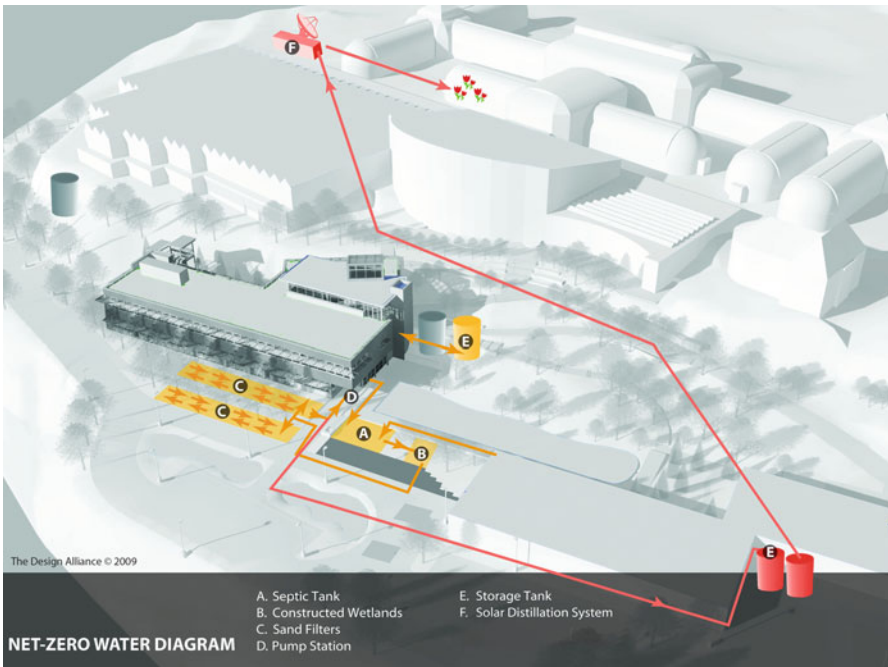 F
E
C
D
C
A
B
The Design Alliance © 2009
E
NET-ZERO WATER DIAGRAM
A. Septic Tank
B. Constructed Wetlands
C. Sand Filters
D. Pump Station
E. Storage Tank
F. Solar Distillation System